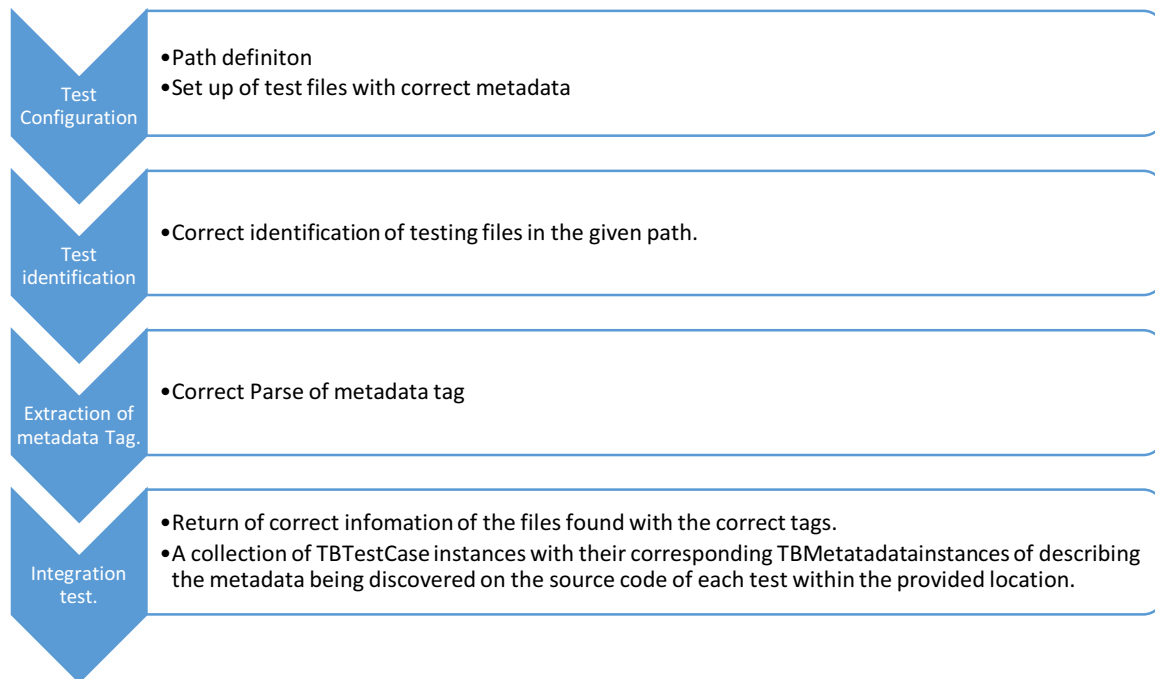 Test
Configuration
•Path definiton
•Set up of test files with correct metadata
Test
identification
•Correct identification of testing files in the given path.
Extraction of
metadata Tag.
•Correct Parse of metadata tag
Integration
test.
•Return of correct infomation of the files found with the correct tags.
•A collection of TBTestCase instances with their corresponding TBMetatadatainstances of describing
the metadata being discovered on the source code of each test within the provided location.